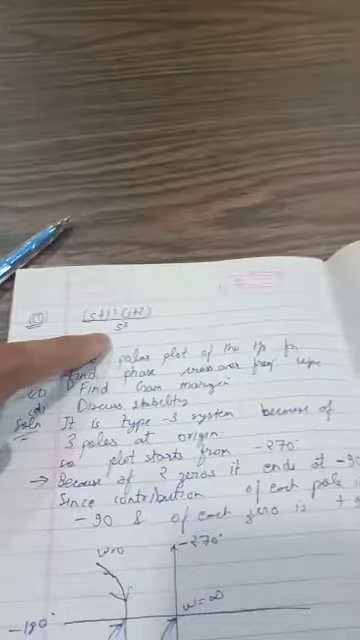 Q (s+1)(s+2)
s³
polar plot of the
(b) Find phase crossover freq
Find Gain margin
(d) Discuss stability
Soln It is type -3 system because of
3 poles at origin.
so plot starts from -270°
→ Because of 2 zeros it ends at -90
Since contribution of each pole is
-90 & of each zero is +
w=0
-270°
w=∞
-180°